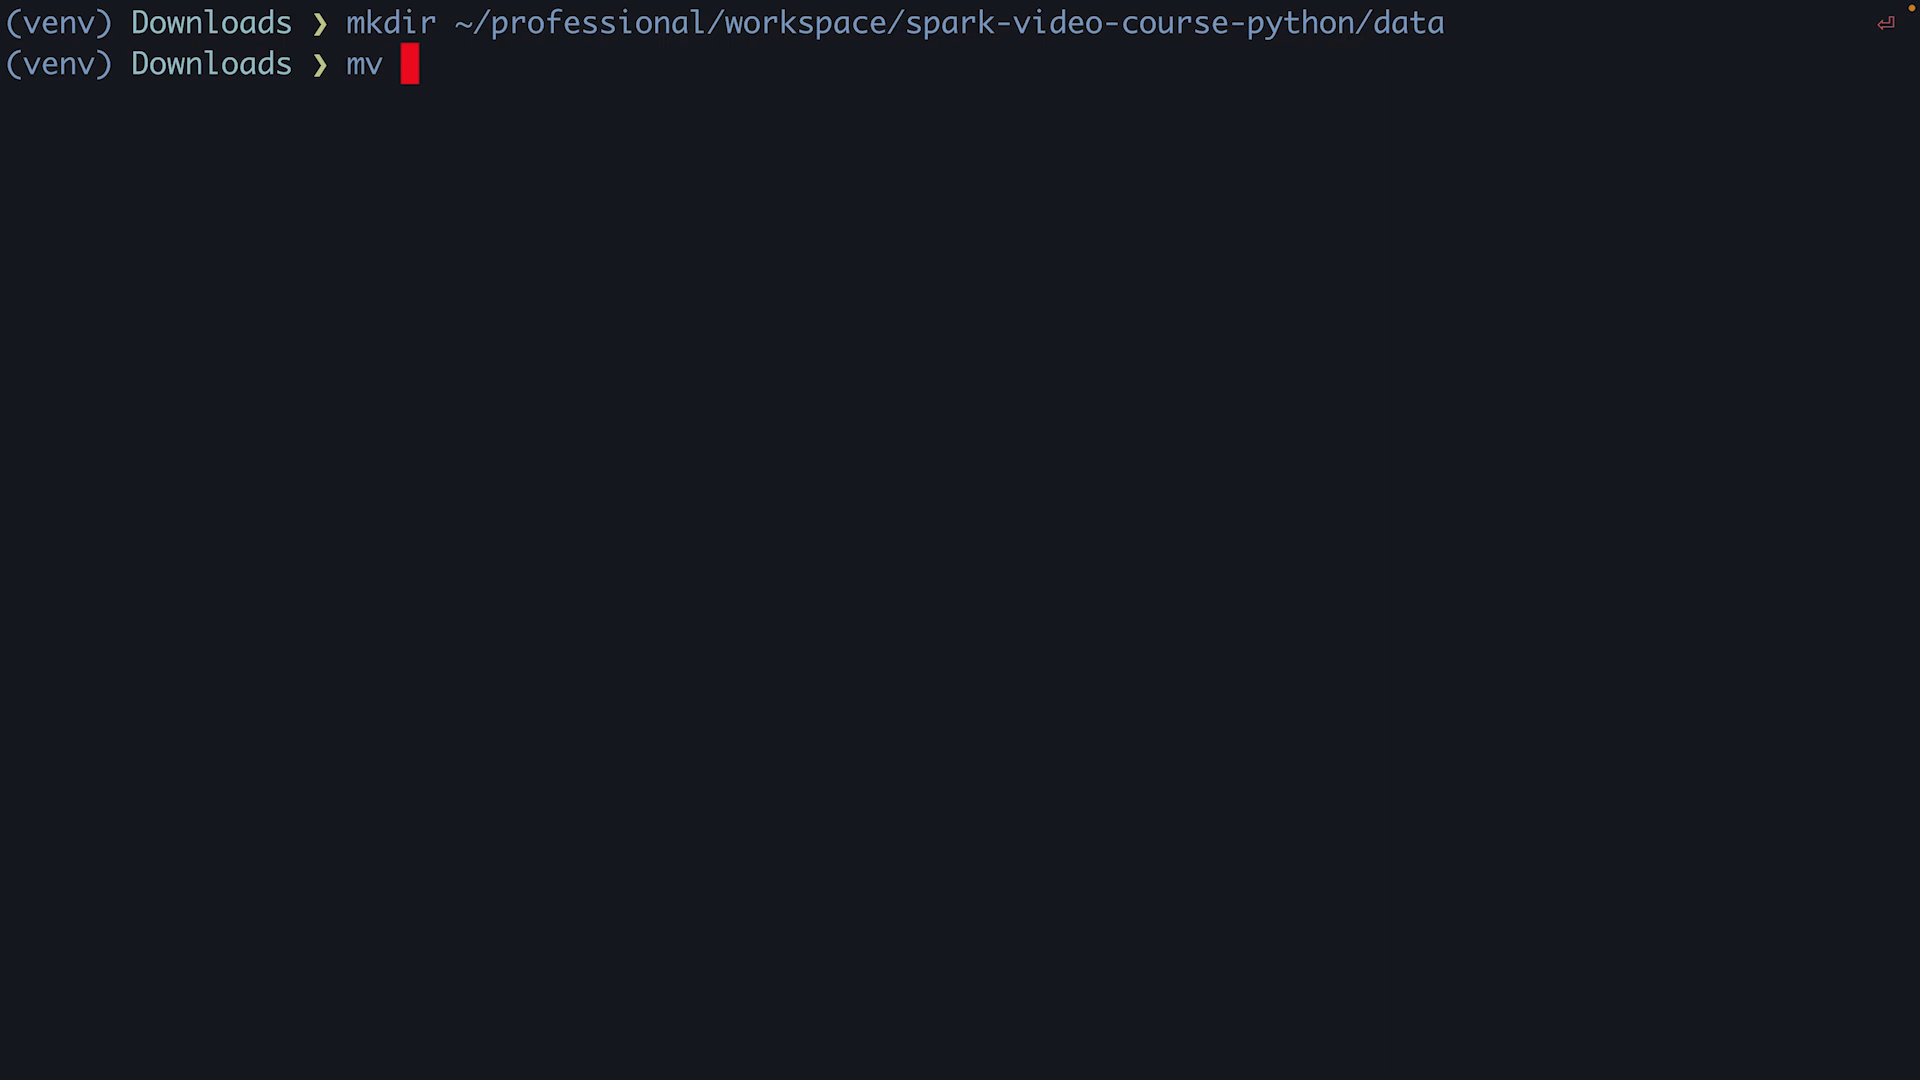 (venv) Downloads ❯ mkdir ~/professional/workspace/spark-video-course-python/data ⏎
(venv) Downloads ❯ mv